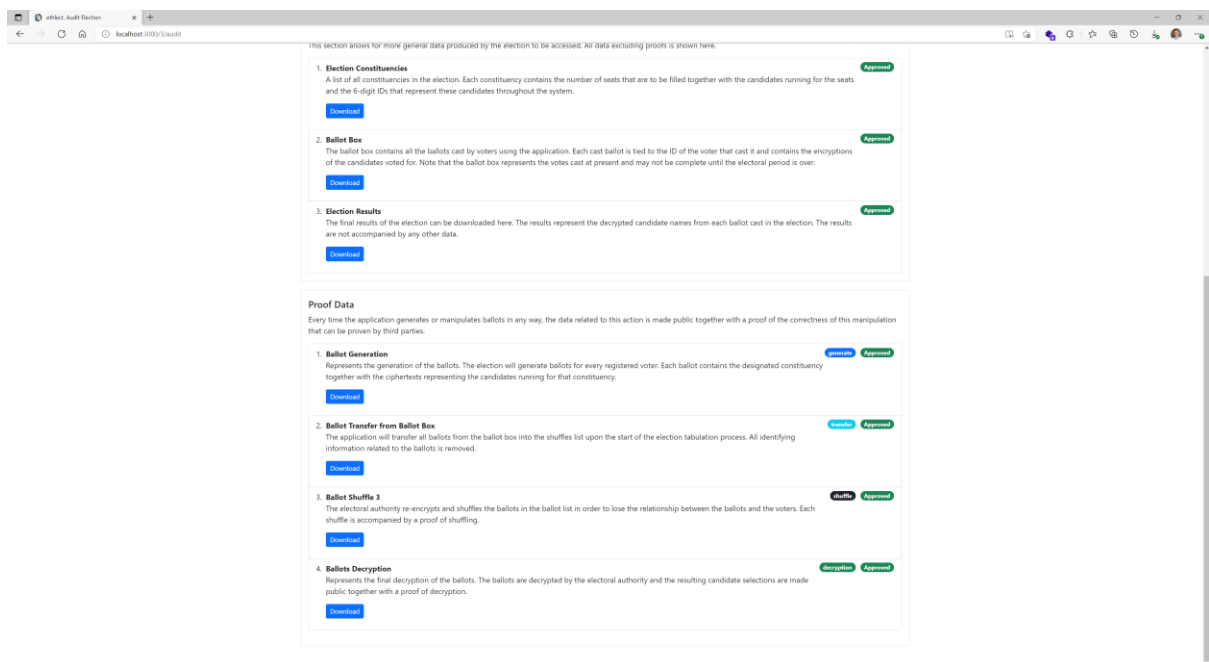 ethlect. Audit Election
localhost:3000/3/audit
This section allows for more general data produced by the election to be accessed. All data excluding proofs is shown here.
1. Election Constituencies
Approved
A list of all constituencies in the election. Each constituency contains the number of seats that are to be filled together with the candidates running for the seats
and the 6-digit IDs that represent these candidates throughout the system.
Download
2. Ballot Box
Approved
The ballot box contains all the ballots cast by voters using the application. Each cast ballot is tied to the ID of the voter that cast it and contains the encryptions
of the candidates voted for. Note that the ballot box represents the votes cast at present and may not be complete until the electoral period is over.
Download
3. Election Results
Approved
The final results of the election can be downloaded here. The results represent the decrypted candidate names from each ballot cast in the election. The results
are not accompanied by any other data.
Download
Proof Data
Every time the application generates or manipulates ballots in any way, the data related to this action is made public together with a proof of the correctness of this manipulation
that can be proven by third parties.
1. Ballot Generation
generate Approved
Represents the generation of the ballots. The election will generate ballots for every registered voter. Each ballot contains the designated constituency
together with the ciphertexts representing the candidates running for that constituency.
Download
2. Ballot Transfer from Ballot Box
transfer Approved
The application will transfer all ballots from the ballot box into the shuffles list upon the start of the election tabulation process. All identifying
information related to the ballots is removed.
Download
3. Ballot Shuffle 3
shuffle Approved
The electoral authority re-encrypts and shuffles the ballots in the ballot list in order to lose the relationship between the ballots and the voters. Each
shuffle is accompanied by a proof of shuffling.
Download
4. Ballots Decryption
decryption Approved
Represents the final decryption of the ballots. The ballots are decrypted by the electoral authority and the resulting candidate selections are made
public together with a proof of decryption.
Download